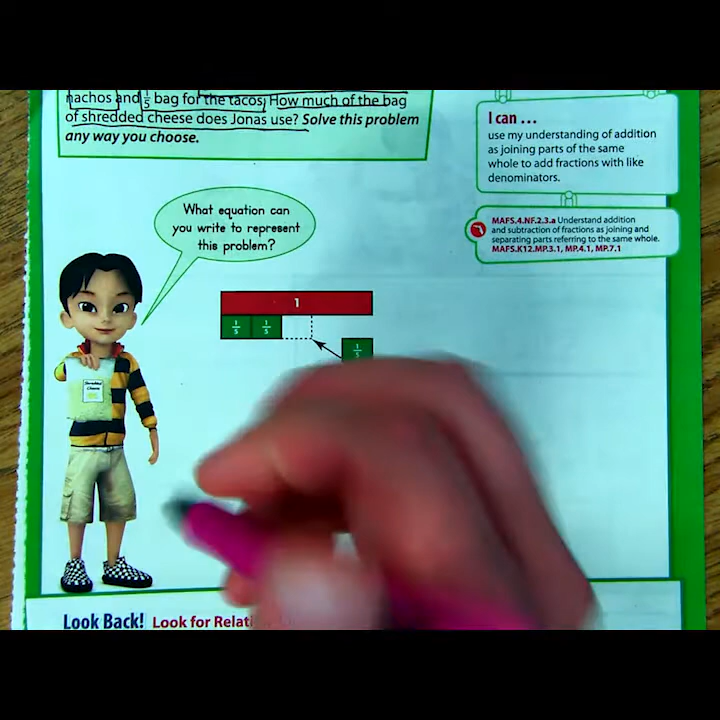 nachos and 1/5 bag for the tacos. How much of the bag
of shredded cheese does Jonas use? Solve this problem
any way you choose.
I can ...
use my understanding of addition
as joining parts of the same
whole to add fractions with like
denominators.
MAFS.4.NF.2.3.a Understand addition
and subtraction of fractions as joining and
separating parts referring to the same whole.
MAFS.K12.MP.3.1, MP.4.1, MP.7.1
What equation can
you write to represent
this problem?
1
1/5 1/5
1/5
Shredded
Cheese
Look Back! Look for Relati